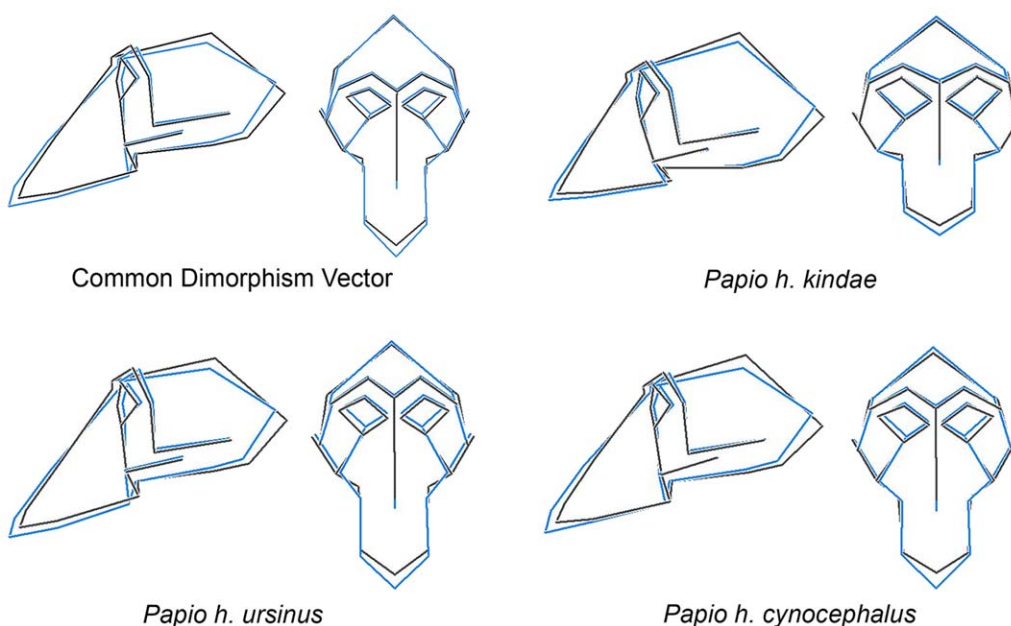 Common Dimorphism Vector
Papio h. kindae
Papio h. ursinus
Papio h. cynocephalus